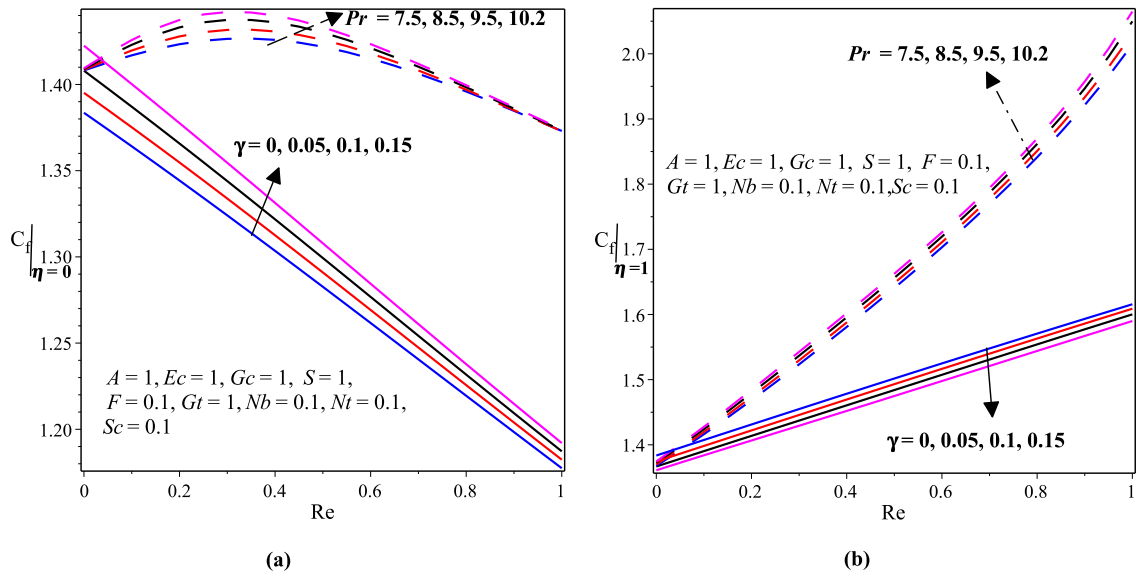 Pr = 7.5, 8.5, 9.5, 10.2
1.40
γ = 0, 0.05, 0.1, 0.15
1.35
1.30
C_f|_η = 0
1.25
A = 1, Ec = 1, Gc = 1, S = 1,
F = 0.1, Gt = 1, Nb = 0.1, Nt = 0.1,
Sc = 0.1
1.20
0 0.2 0.4 0.6 0.8 1
Re
(a)
2.0
Pr = 7.5, 8.5, 9.5, 10.2
1.9
A = 1, Ec = 1, Gc = 1, S = 1, F = 0.1,
Gt = 1, Nb = 0.1, Nt = 0.1,Sc = 0.1
1.8
1.7
C_f|_η = 1
1.6
1.5
γ = 0, 0.05, 0.1, 0.15
1.4
0 0.2 0.4 0.6 0.8 1
Re
(b)